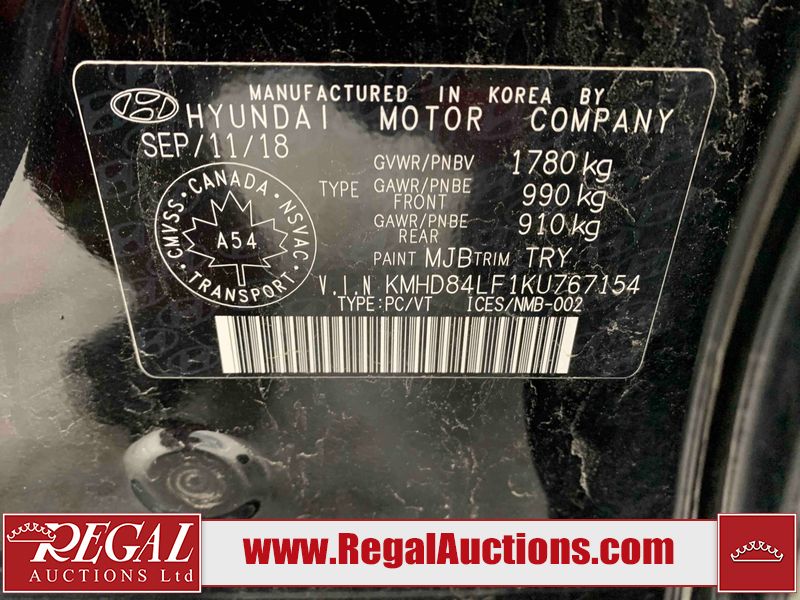 MANUFACTURED IN KOREA BY
HYUNDAI MOTOR COMPANY
SEP/11/18
GVWR/PNBV 1780 kg
TYPE GAWR/PNBE FRONT 990 kg
GAWR/PNBE REAR 910 kg
PAINT MJB TRIM TRY
V.I.N KMHD84LF1KU767154
TYPE:PC/VT ICES/NMB-002
CMVSS · CANADA · NSVAC · TRANSPORT ·
A54
REGAL
AUCTIONS Ltd
www.RegalAuctions.com